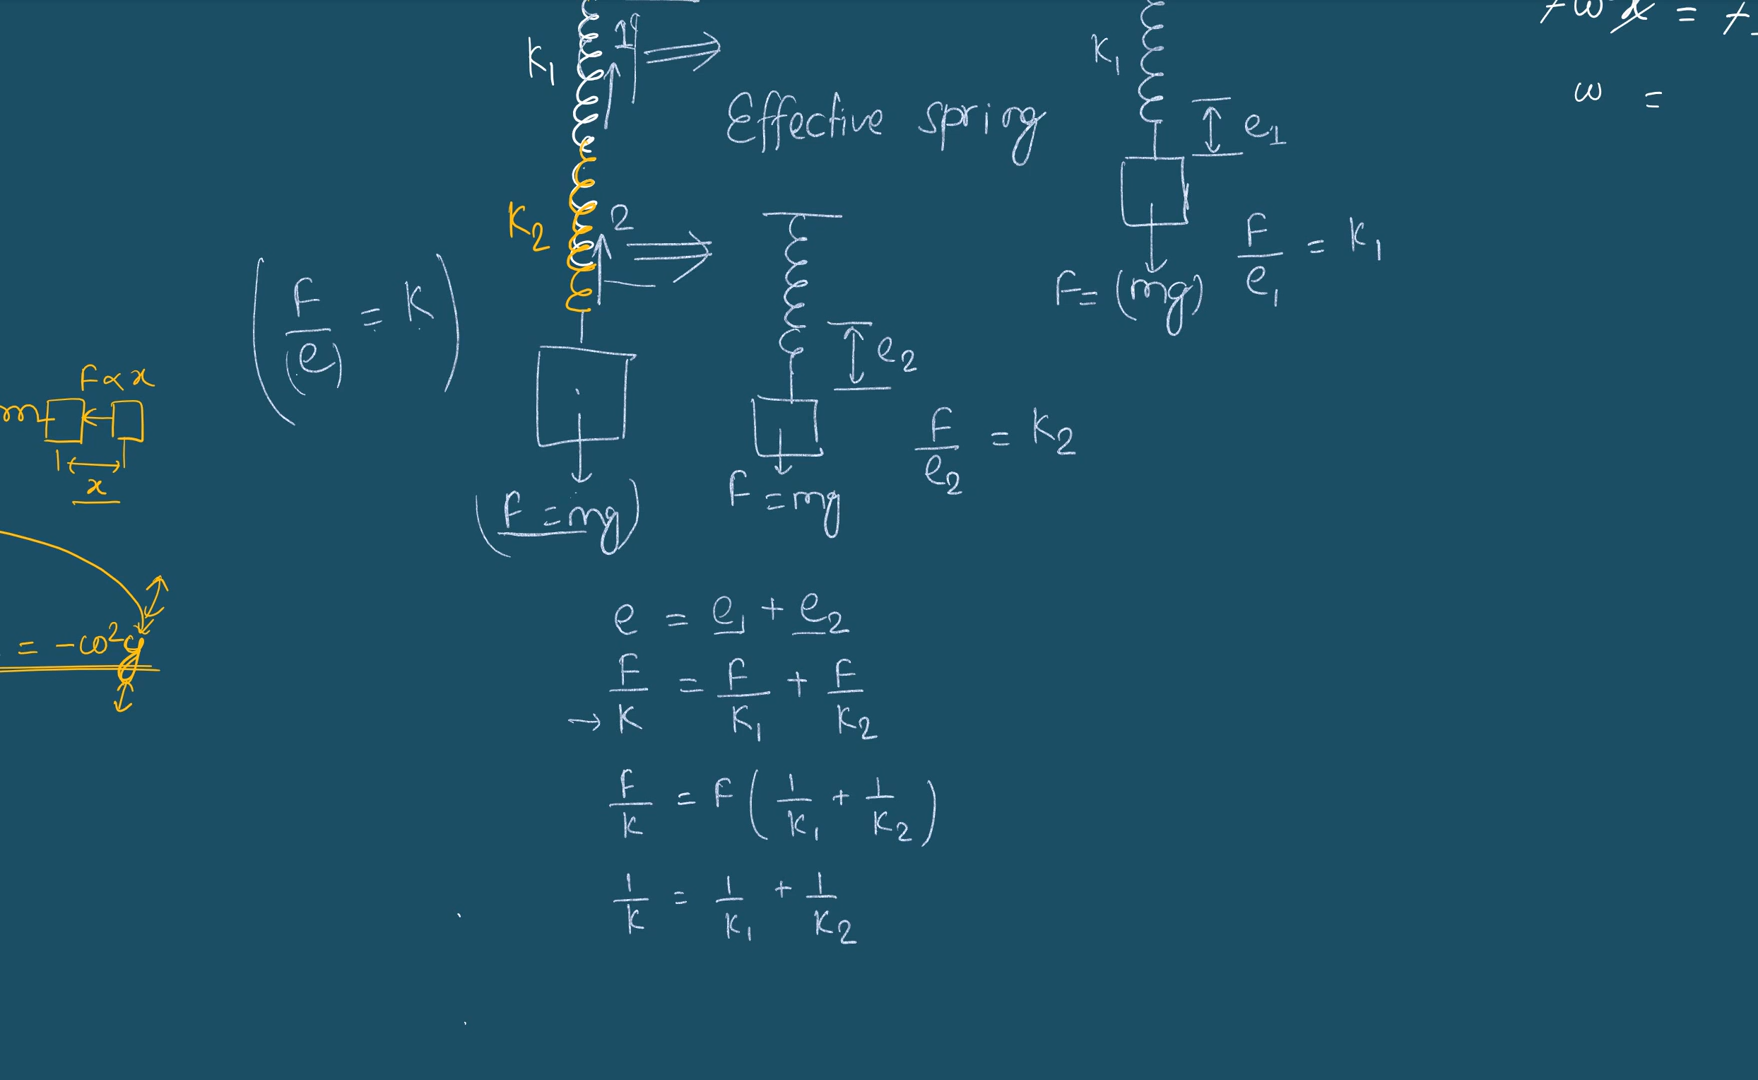 K₁
1
K₁
ω =
Effective spring
e₁
K₂
2
F/e = K
F/e₁ = K₁
F = (mg)
e₂
F ∝ x
F/e₂ = K₂
x
(F = mg)
F = mg
e = e₁ + e₂
= -ω²y
F/K = F/K₁ + F/K₂
F/K = F(1/K₁ + 1/K₂)
1/K = 1/K₁ + 1/K₂